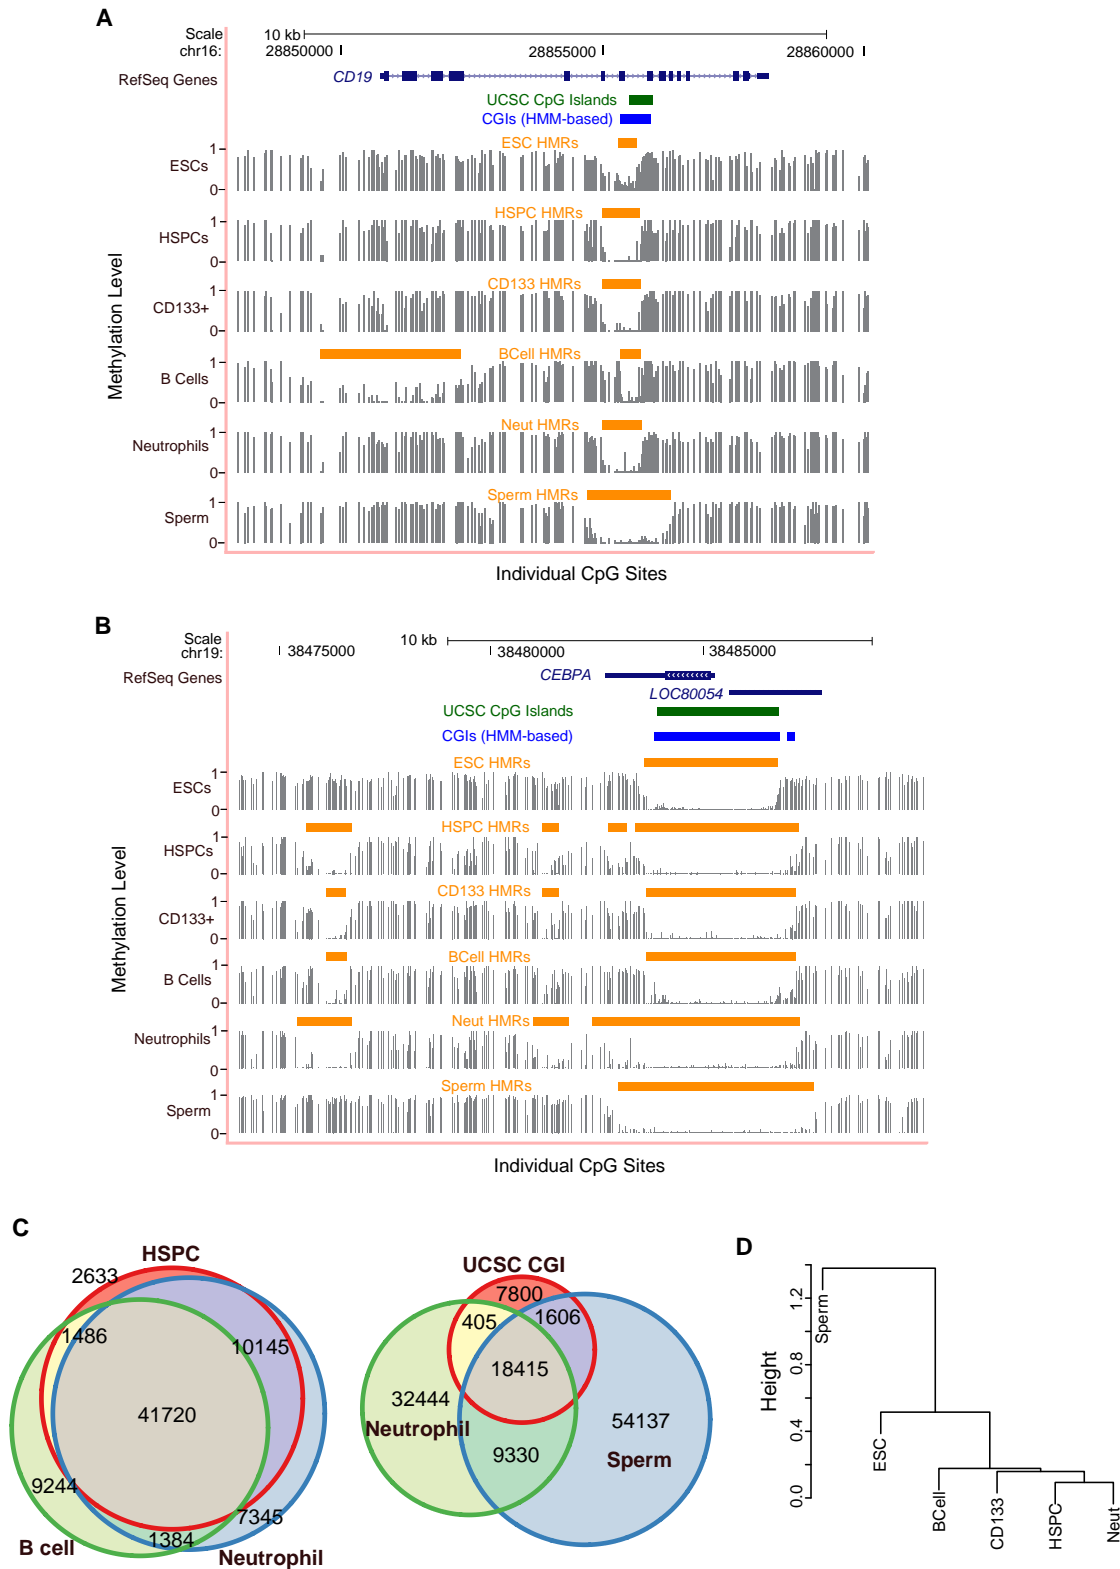 A
Scale
10 kb
chr16:
28850000
28855000
28860000
RefSeq Genes
CD19
UCSC CpG Islands
CGIs (HMM-based)
ESC HMRs
ESCs
1
0
HSPC HMRs
HSPCs
1
0
CD133 HMRs
CD133+
1
0
BCell HMRs
B Cells
1
0
Neut HMRs
Neutrophils
1
0
Sperm HMRs
Sperm
1
0
Methylation Level
Individual CpG Sites
B
Scale
10 kb
chr19:
38475000
38480000
38485000
RefSeq Genes
CEBPA
LOC80054
UCSC CpG Islands
CGIs (HMM-based)
ESC HMRs
ESCs
1
0
HSPC HMRs
HSPCs
1
0
CD133 HMRs
CD133+
1
0
BCell HMRs
B Cells
1
0
Neut HMRs
Neutrophils
1
0
Sperm HMRs
Sperm
1
0
Methylation Level
Individual CpG Sites
C
HSPC
2633
1486
10145
41720
9244
7345
1384
B cell
Neutrophil
UCSC CGI
7800
405
1606
18415
32444
Neutrophil
54137
9330
Sperm
D
Height
0.0
0.4
0.8
1.2
Sperm
ESC
BCell
CD133
HSPC
Neut